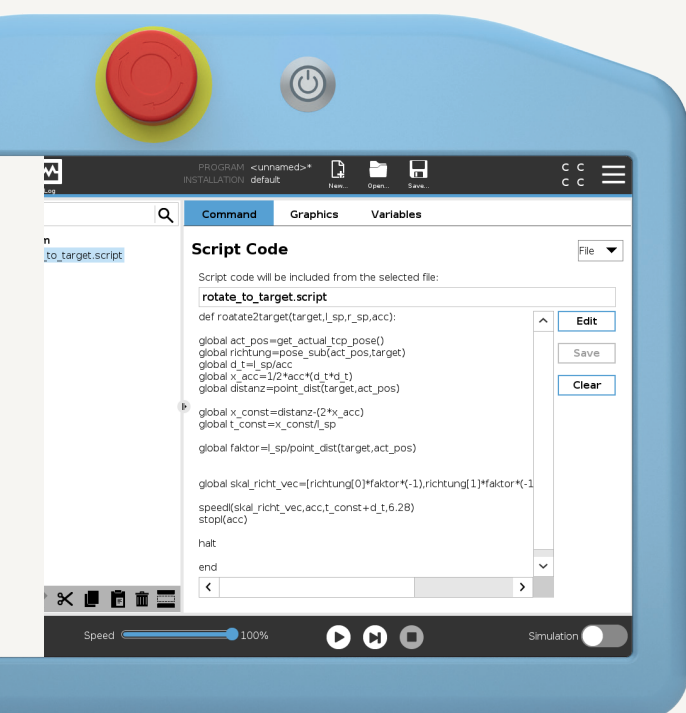 PROGRAM <unnamed>*
INSTALLATION default
Log
New...
Open...
Save...
C C
C C
Command Graphics Variables
n
_to_target.script
Script Code
File
Script code will be included from the selected file:
rotate_to_target.script
def roatate2target(target,l_sp,r_sp,acc):
global act_pos=get_actual_tcp_pose()
global richtung=pose_sub(act_pos,target)
global d_t=l_sp/acc
global x_acc=1/2*acc*(d_t*d_t)
global distanz=point_dist(target,act_pos)
global x_const=distanz-(2*x_acc)
global t_const=x_const/l_sp
global faktor=l_sp/point_dist(target,act_pos)
global skal_richt_vec=[richtung[0]*faktor*(-1),richtung[1]*faktor*(-1
speedl(skal_richt_vec,acc,t_const+d_t,6.28)
stopl(acc)
halt
end
Edit
Save
Clear
Speed 100%
Simulation